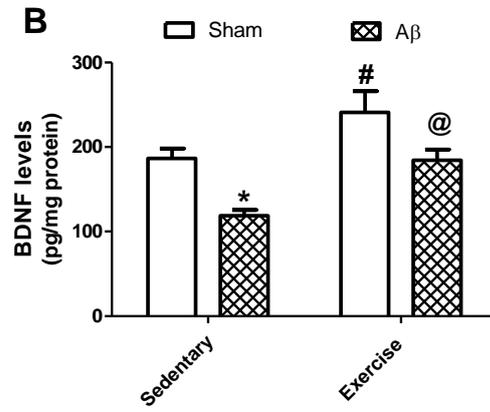 B
Sham Aβ
BDNF levels
(pg/mg protein)
300
200
100
0
*
#
@
Sedentary Exercise